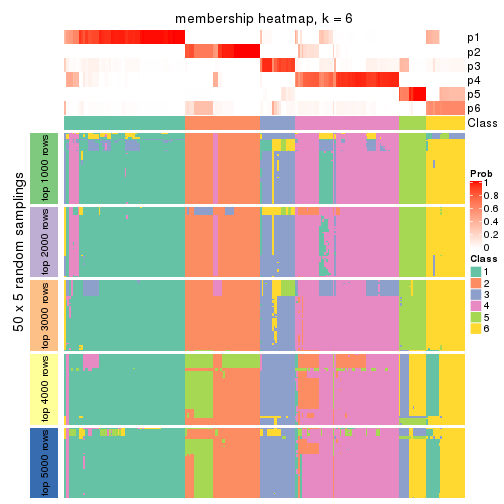 membership heatmap, k = 6
p1
p2
p3
p4
p5
p6
Class
50 x 5 random samplings
top 1000 rows
top 2000 rows
top 3000 rows
top 4000 rows
top 5000 rows
Prob
1
0.8
0.6
0.4
0.2
0
Class
1
2
3
4
5
6